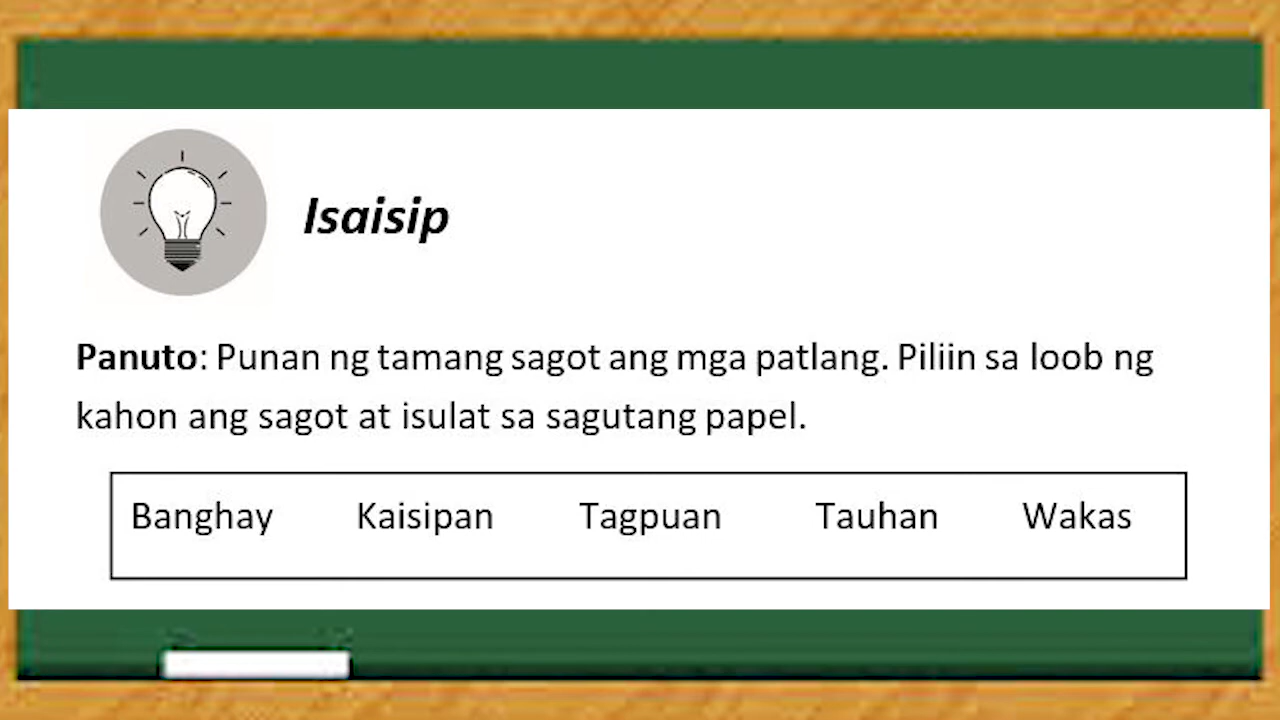 Isaisip
Panuto: Punan ng tamang sagot ang mga patlang. Piliin sa loob ng
kahon ang sagot at isulat sa sagutang papel.
Banghay Kaisipan Tagpuan Tauhan Wakas